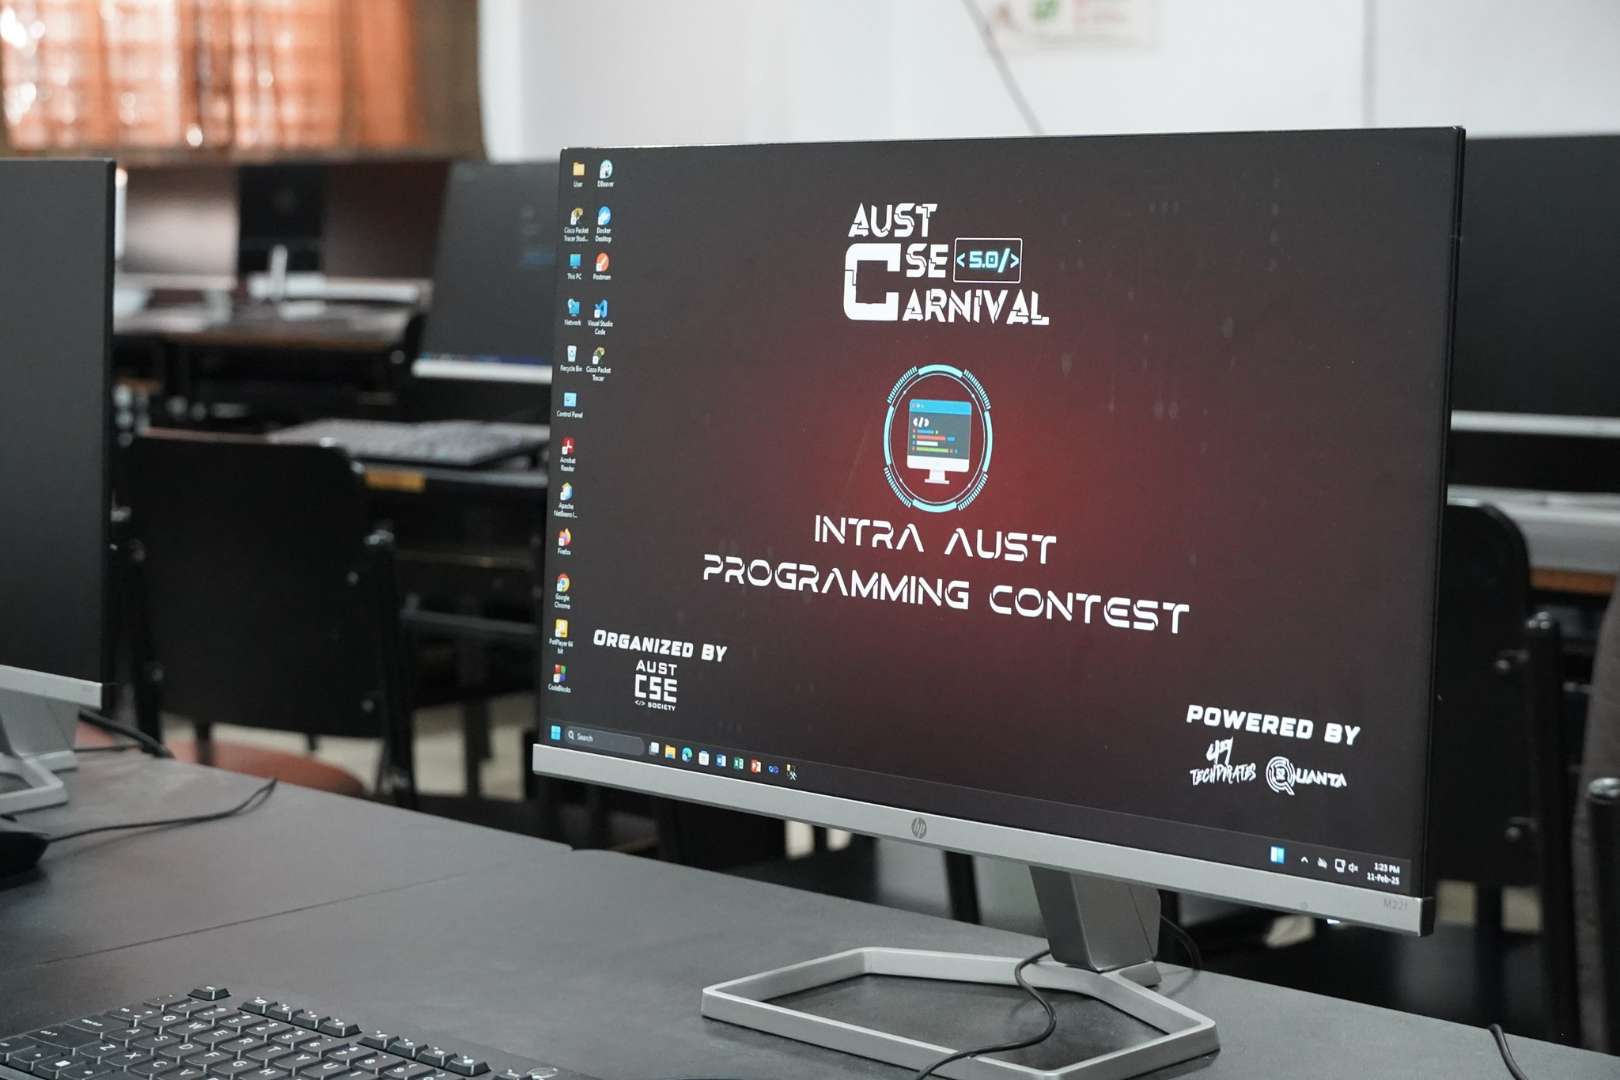 User
DBeaver
Cisco Packet
Tracer Stud...
Docker
Desktop
This PC
Postman
Network
Visual Studio
Code
Recycle Bin
Cisco Packet
Tracer
Control Panel
Acrobat
Reader
Apache
NetBeans I...
Firefox
Google
Chrome
PotPlayer 64
bit
CodeBlocks
AUST
CSE <5.0/>
CARNIVAL
</>
INTRA AUST
PROGRAMMING CONTEST
ORGANIZED BY
AUST
CSE
</> SOCIETY
POWERED BY
TECHPIRATES
QUANTA
Search
1:23 PM
11-Feb-25
hp
M22f